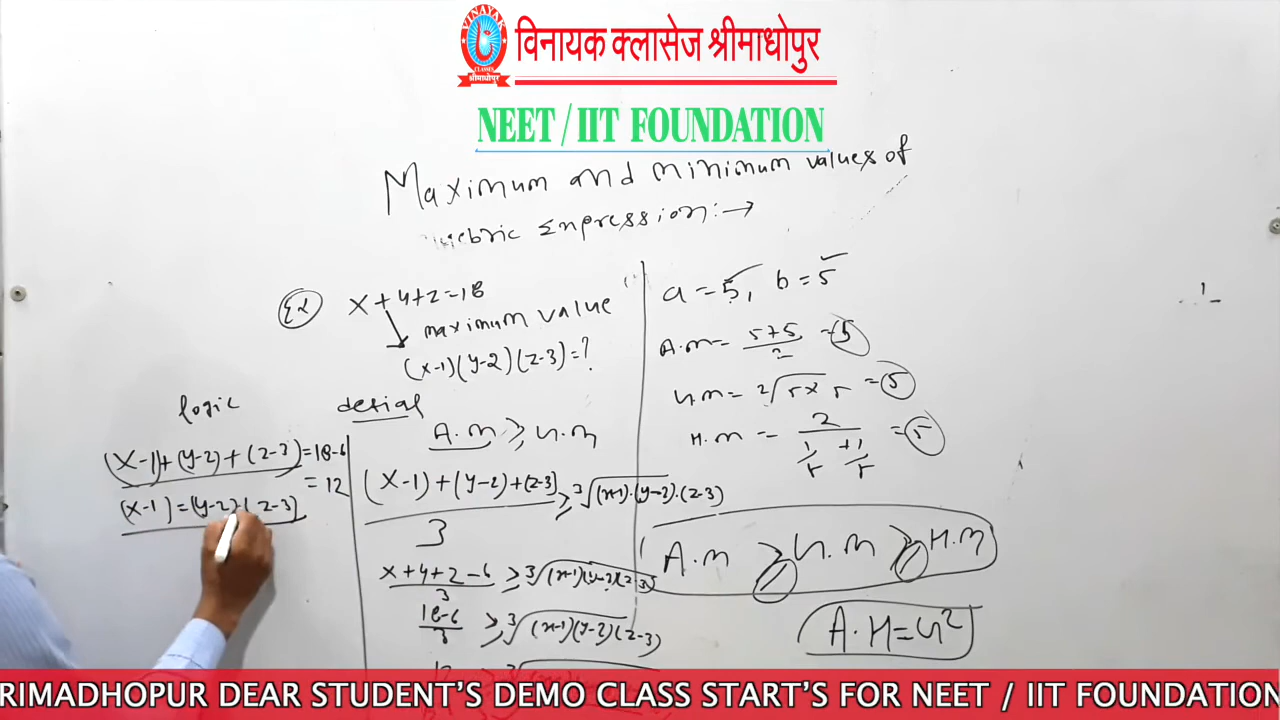 VINAYAK
CLASSES
श्रीमाधोपुर
विनायक क्लासेज श्रीमाधोपुर
NEET / IIT FOUNDATION
Maximum and minimum values of
ebric Expression:→
Ex x+y+z=18
maximum value
(x-1)(y-2)(z-3)=?
logic
(x-1)+(y-2)+(z-3)=18-6
=12
(x-1)=(y-2)=(z-3)
A.m ≥ G.m
(x-1)+(y-2)+(z-3) / 3 ≥ ∛(x-1).(y-2).(z-3)
x+y+z-6 / 3 ≥ ∛(x-1)(y-2)(z-3)
18-6 / 3 ≥ ∛(x-1)(y-2)(z-3)
a=5, b=5
A.m= 5+5 / 2 =5
G.m= ²√5×5 =5
H.m = 2 / 1/5 + 1/5 =5
A.m ≥ G.m ≥ H.m
A.H=G²
RIMADHOPUR DEAR STUDENT'S DEMO CLASS START'S FOR NEET / IIT FOUNDATION